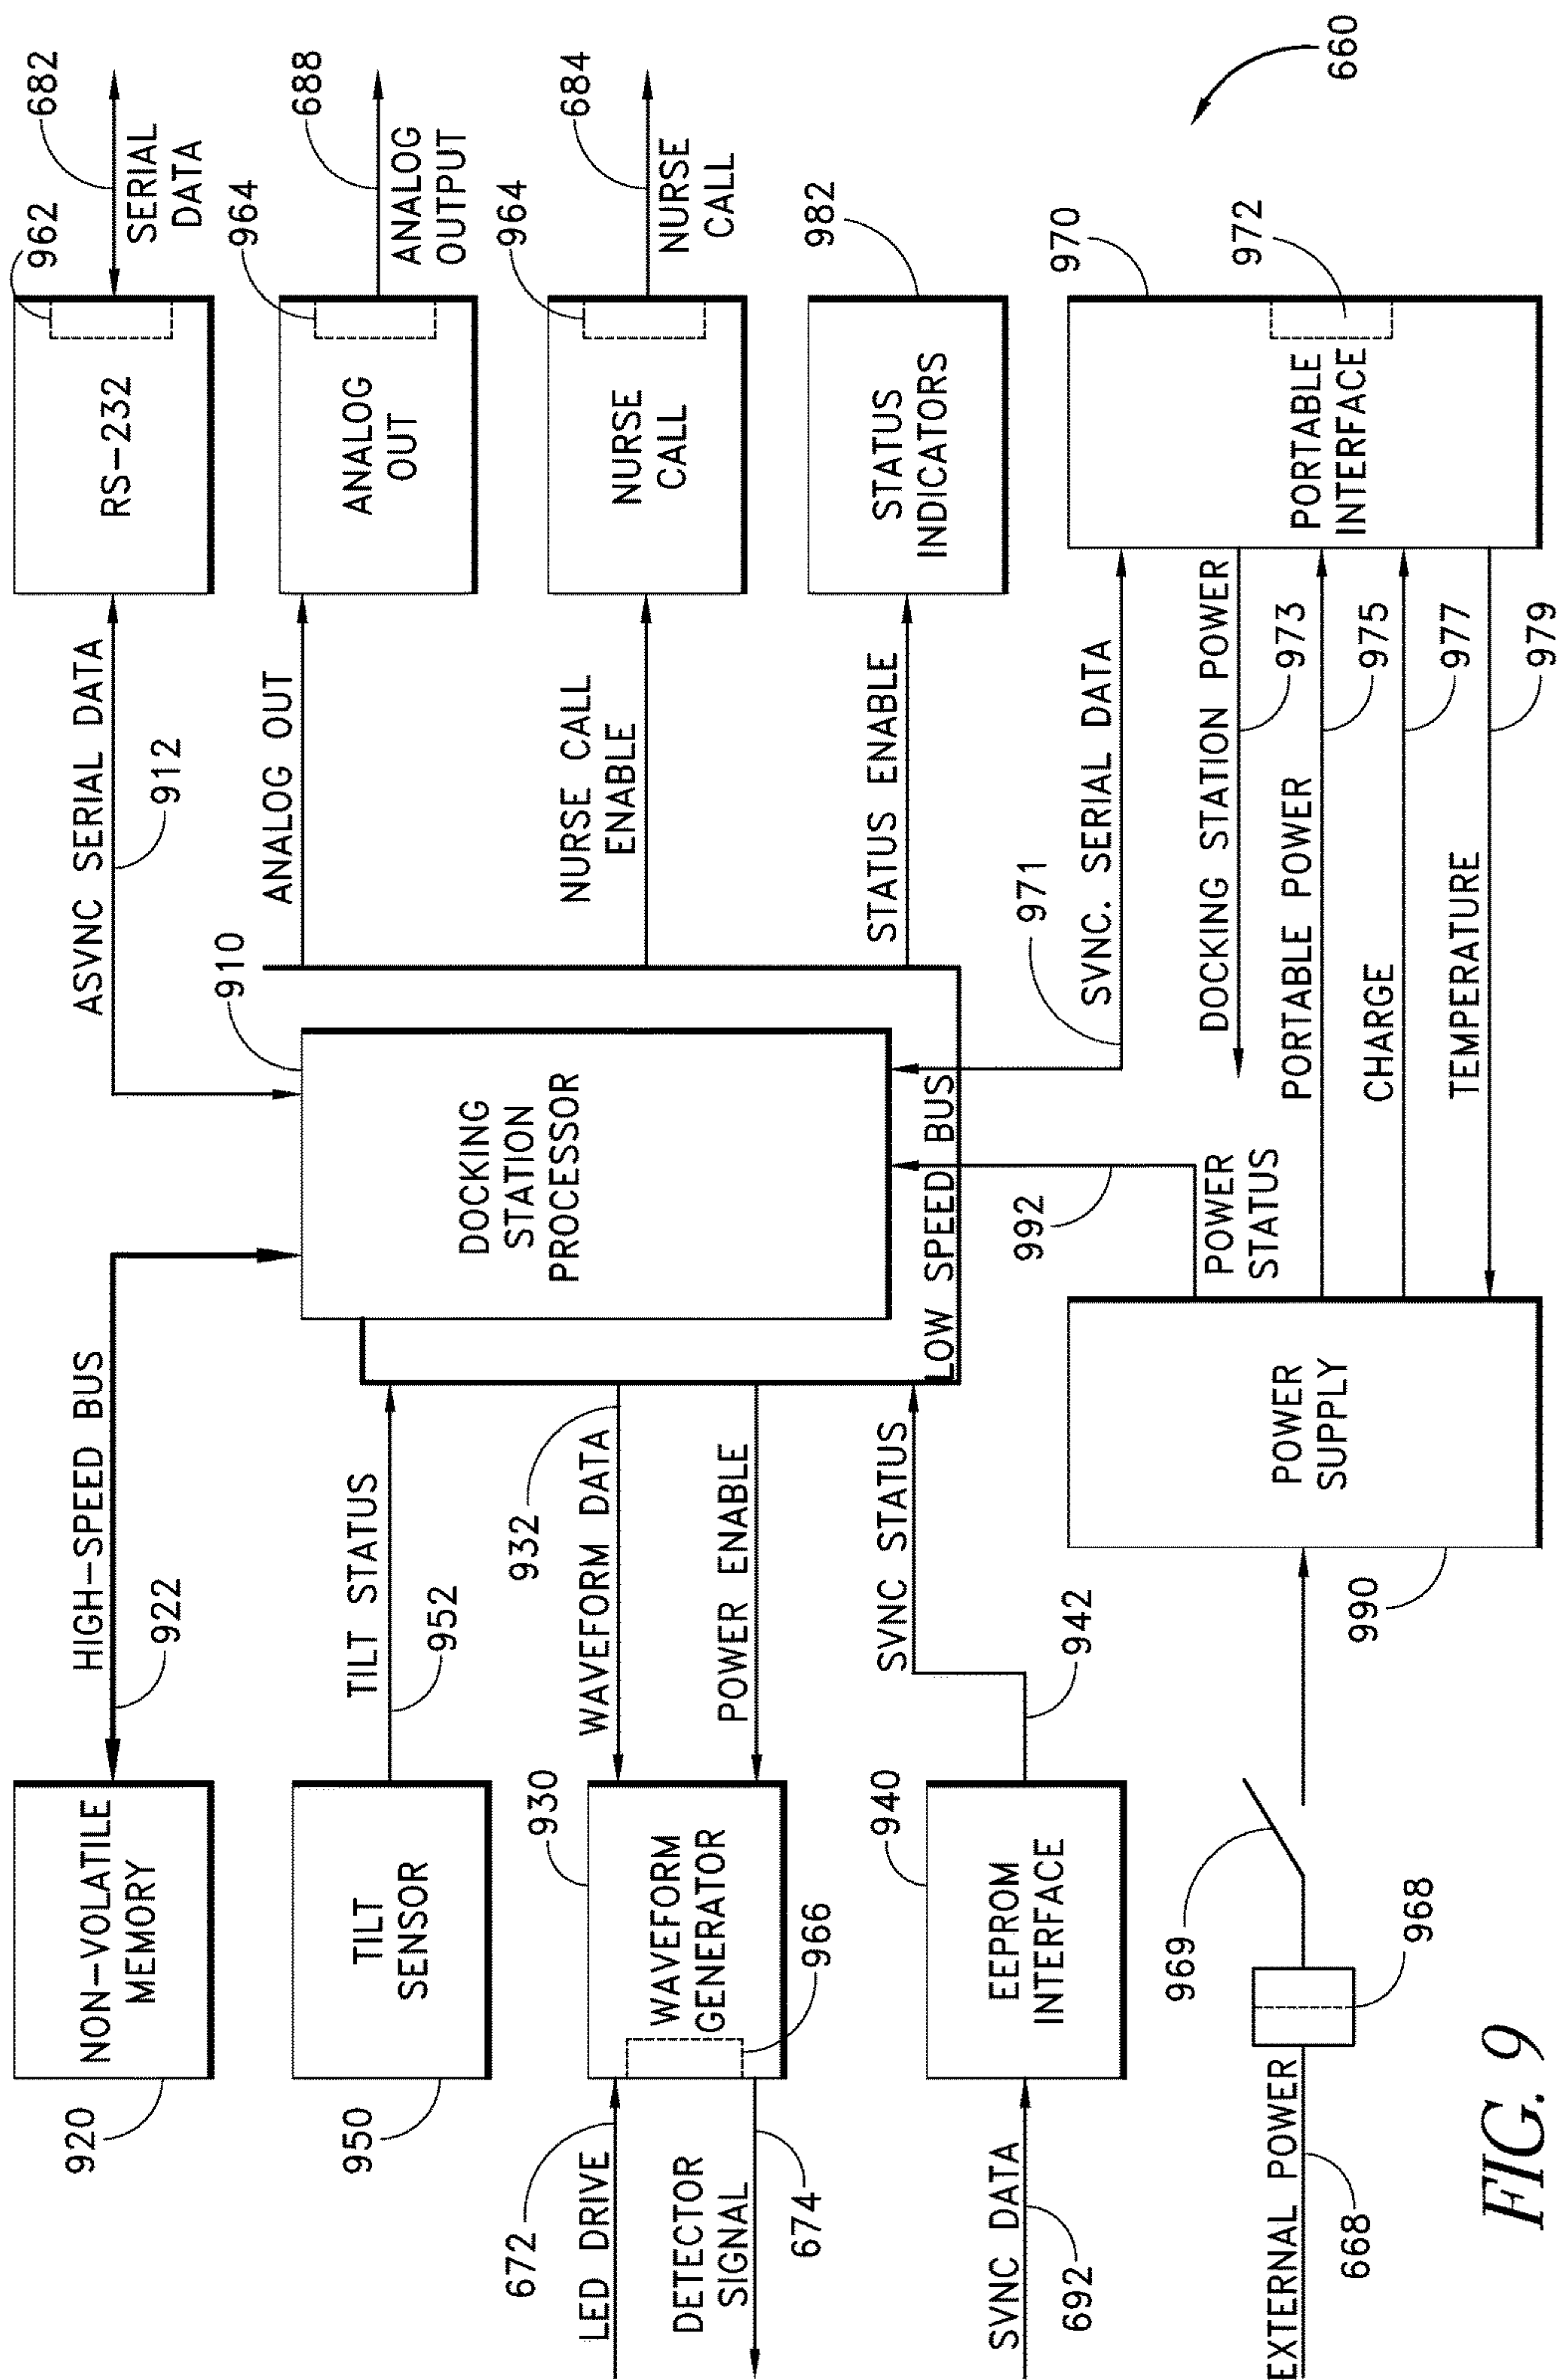 NON-VOLATILE
MEMORY
920
HIGH-SPEED BUS
922
ASVNC SERIAL DATA
912
RS-232
962
SERIAL
DATA
682
TILT
SENSOR
950
TILT STATUS
952
DOCKING
STATION
PROCESSOR
910
ANALOG OUT
ANALOG
OUT
964
ANALOG
OUTPUT
688
LED DRIVE
672
DETECTOR
SIGNAL
674
WAVEFORM
GENERATOR
930
966
WAVEFORM DATA
932
POWER ENABLE
NURSE CALL
ENABLE
NURSE
CALL
964
NURSE
CALL
684
SVNC DATA
692
EEPROM
INTERFACE
940
SVNC STATUS
942
LOW SPEED BUS
STATUS ENABLE
STATUS
INDICATORS
982
EXTERNAL POWER
668
968
969
POWER
SUPPLY
990
POWER
STATUS
992
SVNC. SERIAL DATA
971
DOCKING STATION POWER
973
PORTABLE POWER
975
CHARGE
977
TEMPERATURE
979
PORTABLE
INTERFACE
970
972
660
FIG. 9